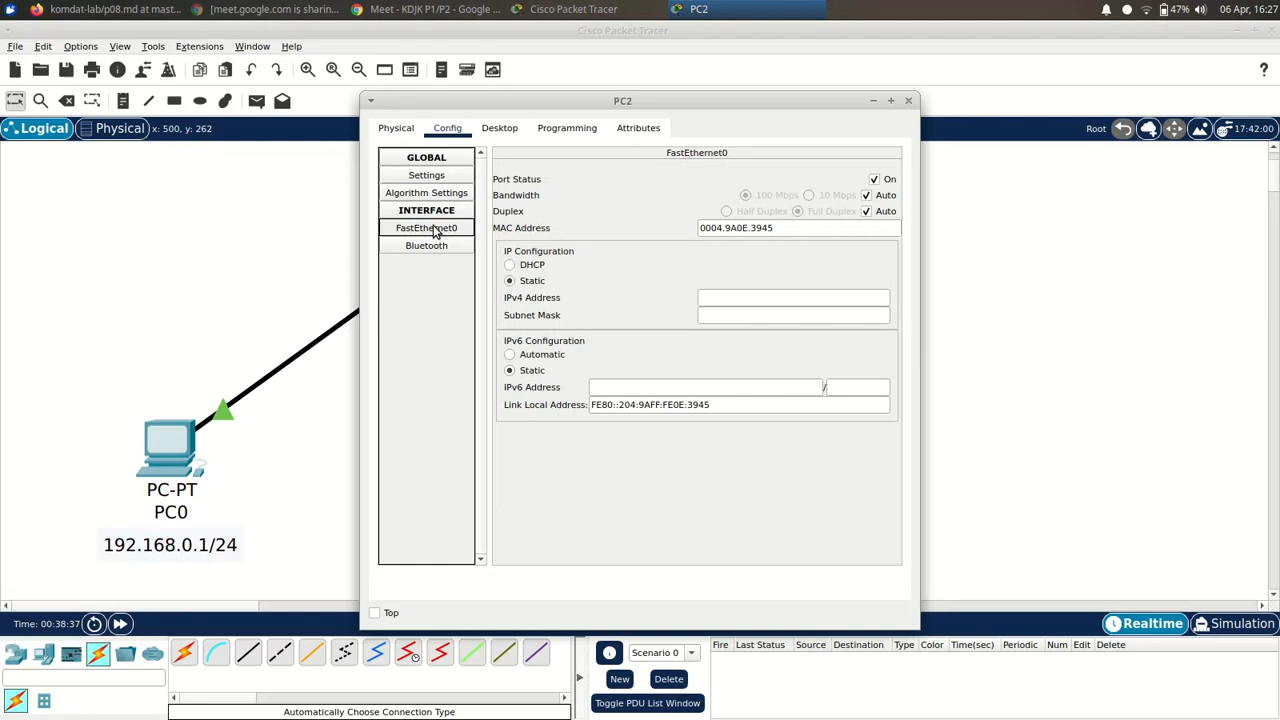 komdat-lab/p08.md at mast...
[meet.google.com is sharin...
Meet - KDJK P1/P2 - Google ...
Cisco Packet Tracer
PC2
47%
06 Apr, 16:27
Cisco Packet Tracer
File Edit Options View Tools Extensions Window Help
?
Logical Physical x: 500, y: 262
Root 17:42:00
PC2
Physical Config Desktop Programming Attributes
GLOBAL
Settings
Algorithm Settings
INTERFACE
FastEthernet0
Bluetooth
FastEthernet0
Port Status On
Bandwidth 100 Mbps 10 Mbps Auto
Duplex Half Duplex Full Duplex Auto
MAC Address 0004.9A0E.3945
IP Configuration
DHCP
Static
IPv4 Address
Subnet Mask
IPv6 Configuration
Automatic
Static
IPv6 Address /
Link Local Address: FE80::204:9AFF:FE0E:3945
Top
PC-PT
PC0
192.168.0.1/24
Time: 00:38:37
Realtime Simulation
Automatically Choose Connection Type
Scenario 0
New Delete
Toggle PDU List Window
Fire Last Status Source Destination Type Color Time(sec) Periodic Num Edit Delete